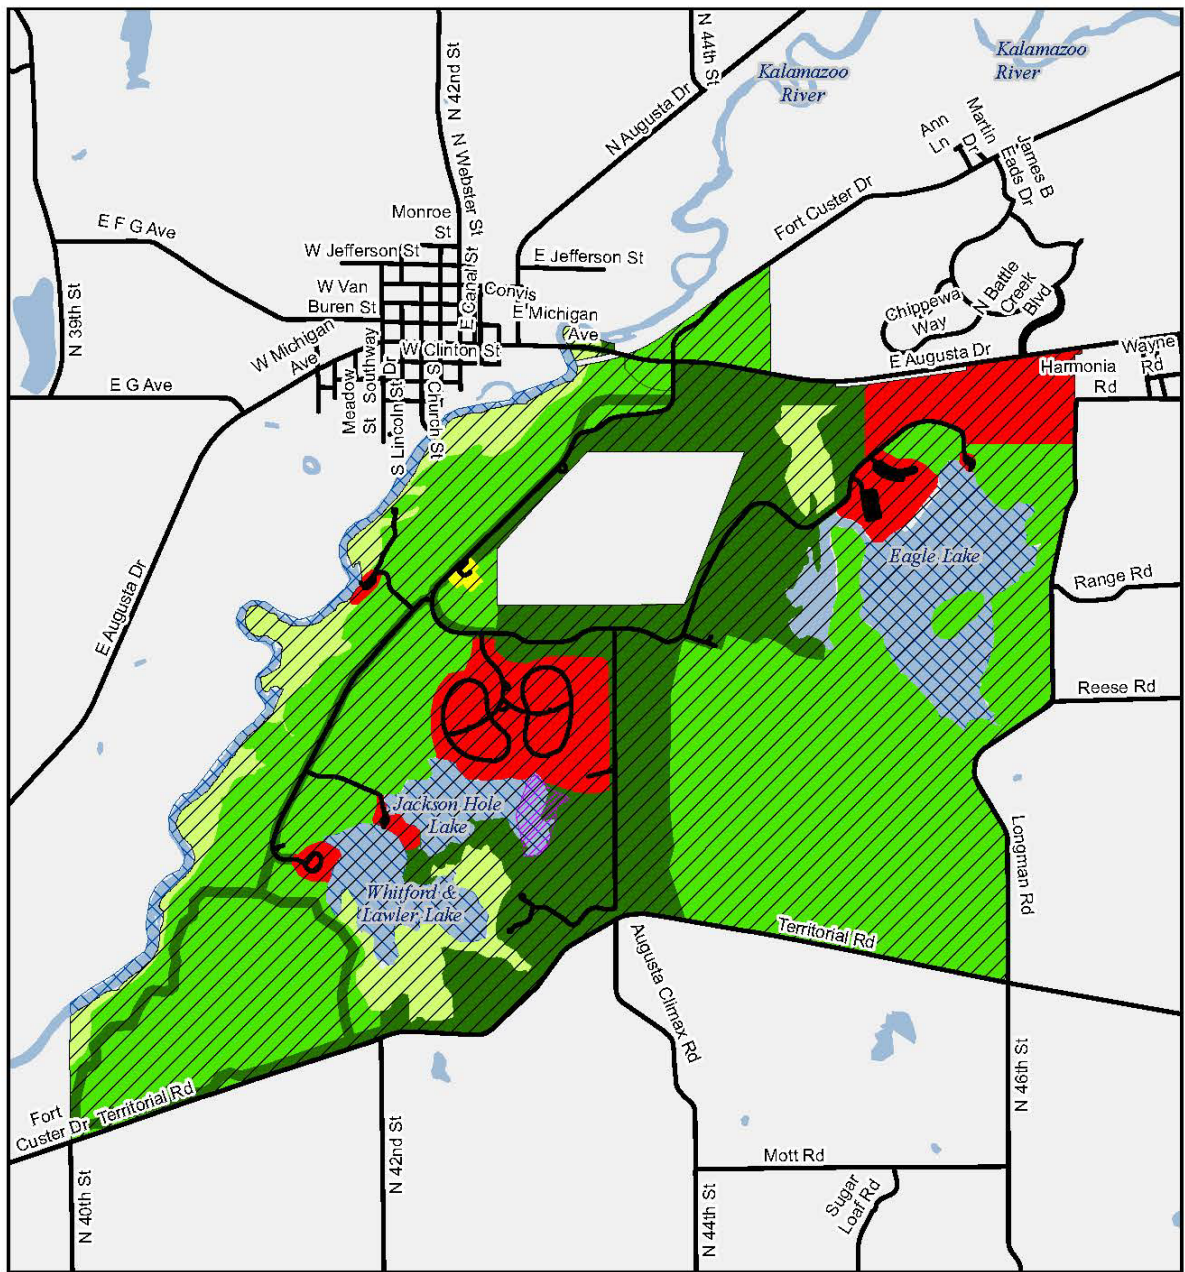 N 44th St
Kalamazoo
River
Kalamazoo
River
N 42nd St
N Augusta Dr
Ann
Ln
Martin
Dr
James B
Eads Dr
N Webster St
Fort Custer Dr
Monroe
St
E F G Ave
W Jefferson St
E Jefferson St
E Canal St
W Van
Buren St
Convis
E Michigan
Ave
N Battle
Creek
Blvd
Chippewa
Way
N 39th St
W Michigan
Ave
W Clinton St
E Augusta Dr
Wayne
Rd
Harmonia
Rd
E G Ave
Meadow
St
Southway
Dr
S Lincoln St
S Church St
Eagle Lake
Range Rd
E Augusta Dr
Reese Rd
Jackson Hole
Lake
Longman Rd
Whitford &
Lawler Lake
Territorial Rd
Augusta Climax Rd
N 46th St
Fort
Custer Dr
Territorial Rd
N 42nd St
Mott Rd
Sugar
Loaf Rd
N 40th St
N 44th St